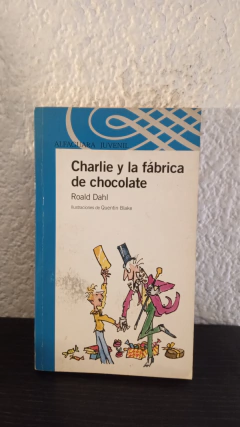 ALFAGUARA JUVENIL
Charlie y la fábrica
de chocolate
Roald Dahl
Ilustraciones de Quentin Blake